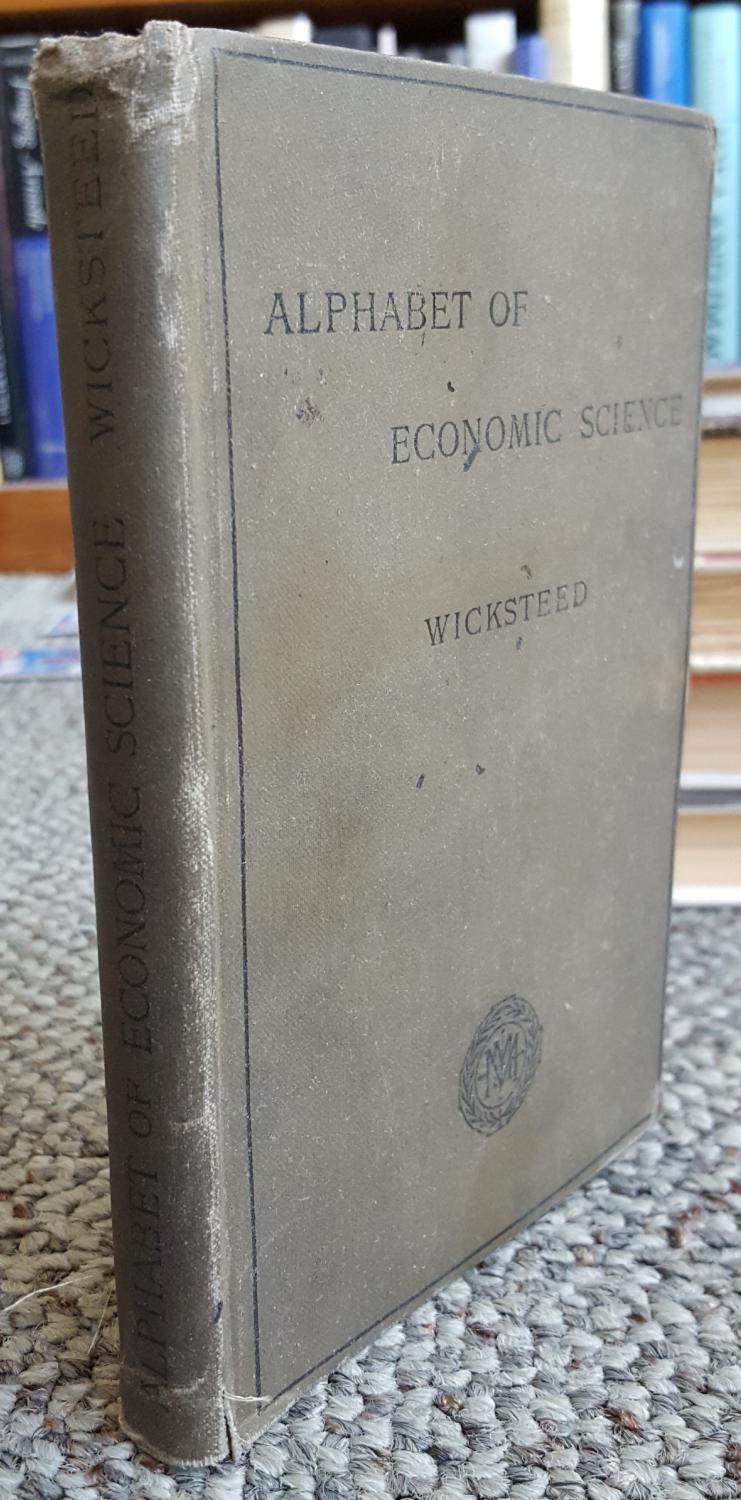 ALPHABET OF ECONOMIC SCIENCE WICKSTEED
ALPHABET OF
ECONOMIC SCIENCE
WICKSTEED